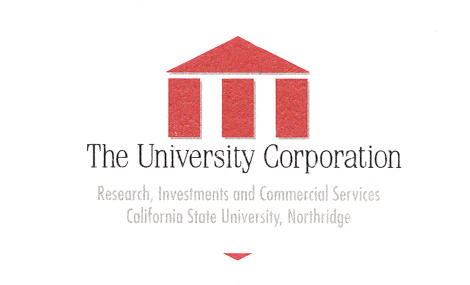 The University Corporation
Research, Investments and Commercial Services
California State University, Northridge